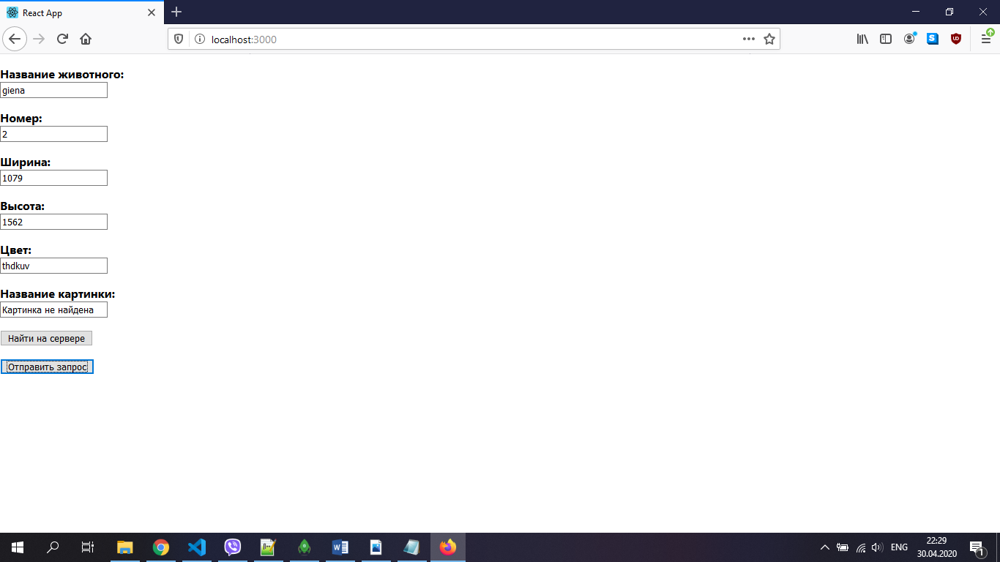 React App
localhost:3000
Название животного:
giena
Номер:
2
Ширина:
1079
Высота:
1562
Цвет:
thdkuv
Название картинки:
Картинка не найдена
Найти на сервере
Отправить запрос
ENG
22:29
30.04.2020
1